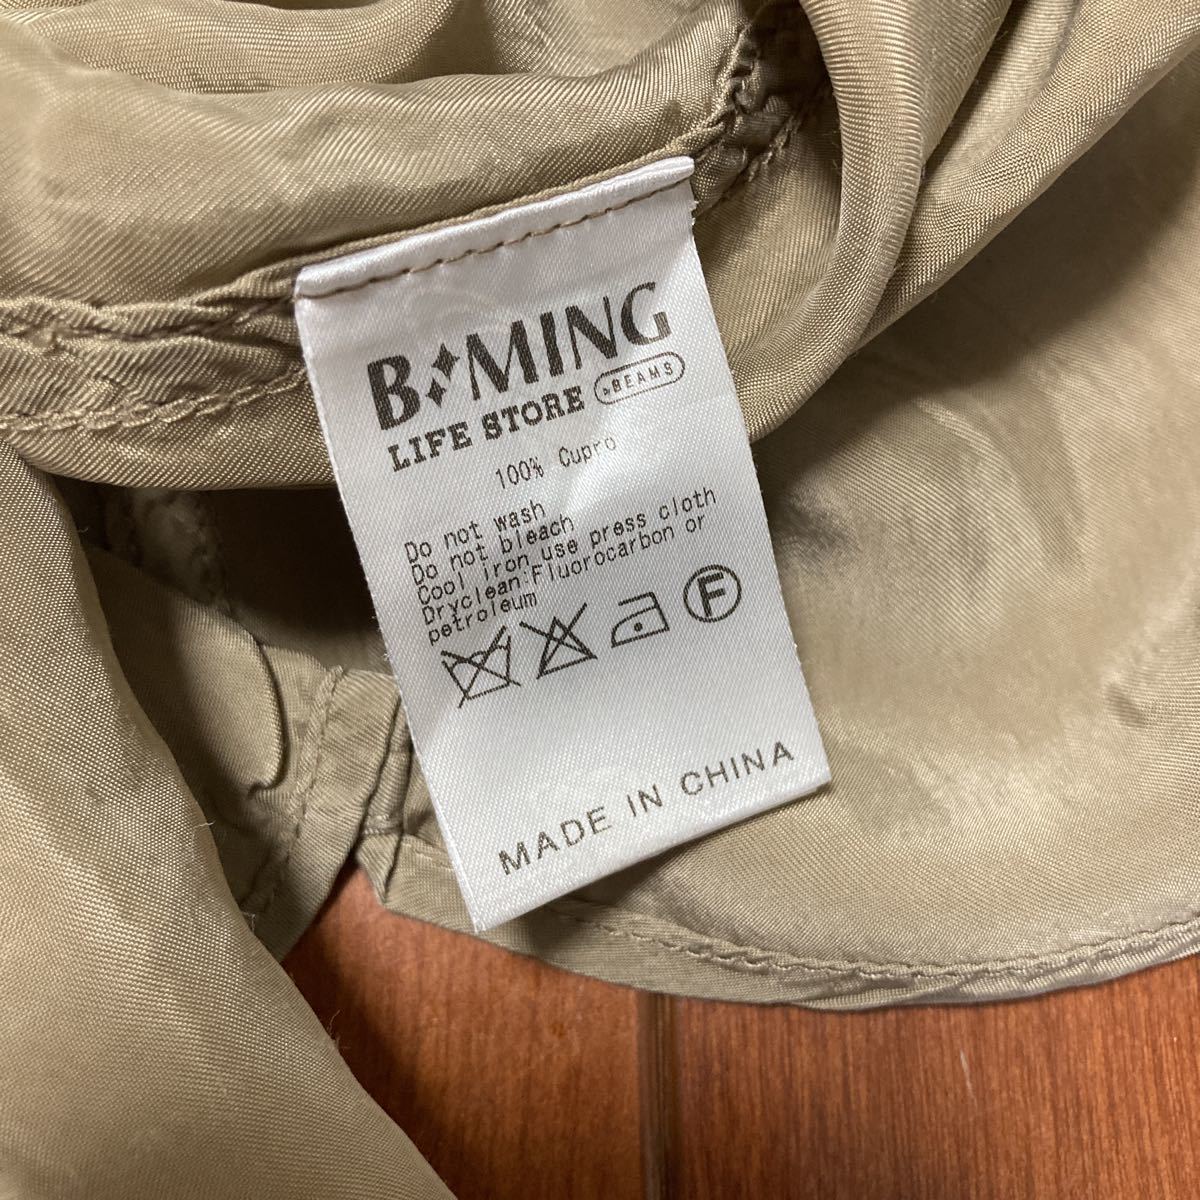 B MING
LIFE STORE BEAMS
100% Cupro
Do not wash
Do not bleach
Cool iron use press cloth
Dryclean:Fluorocarbon or
petroleum
F
MADE IN CHINA